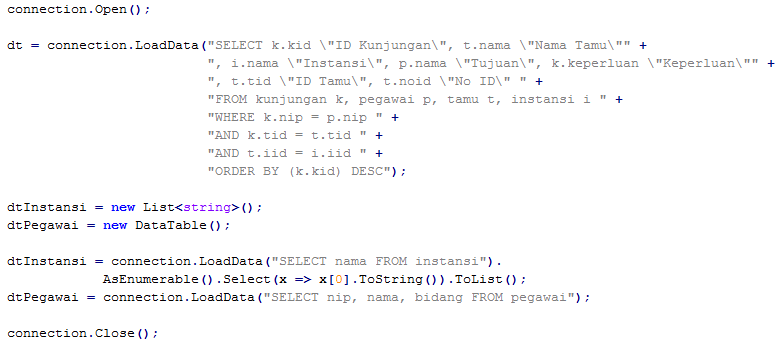 connection.Open();
dt = connection.LoadData("SELECT k.kid \"ID Kunjungan\", t.nama \"Nama Tamu\"" +
", i.nama \"Instansi\", p.nama \"Tujuan\", k.keperluan \"Keperluan\"" +
", t.tid \"ID Tamu\", t.noid \"No ID\" " +
"FROM kunjungan k, pegawai p, tamu t, instansi i " +
"WHERE k.nip = p.nip " +
"AND k.tid = t.tid " +
"AND t.iid = i.iid " +
"ORDER BY (k.kid) DESC");
dtInstansi = new List<string>();
dtPegawai = new DataTable();
dtInstansi = connection.LoadData("SELECT nama FROM instansi").
AsEnumerable().Select(x => x[0].ToString()).ToList();
dtPegawai = connection.LoadData("SELECT nip, nama, bidang FROM pegawai");
connection.Close();